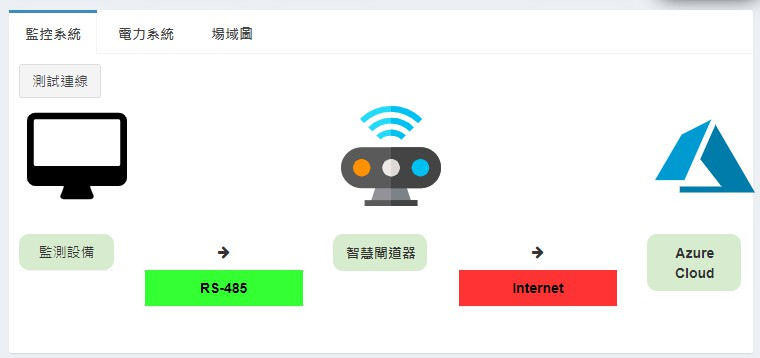 監控系統
電力系統
場域圖
測試連線
監測設備
智慧閘道器
Azure
Cloud
RS-485
Internet